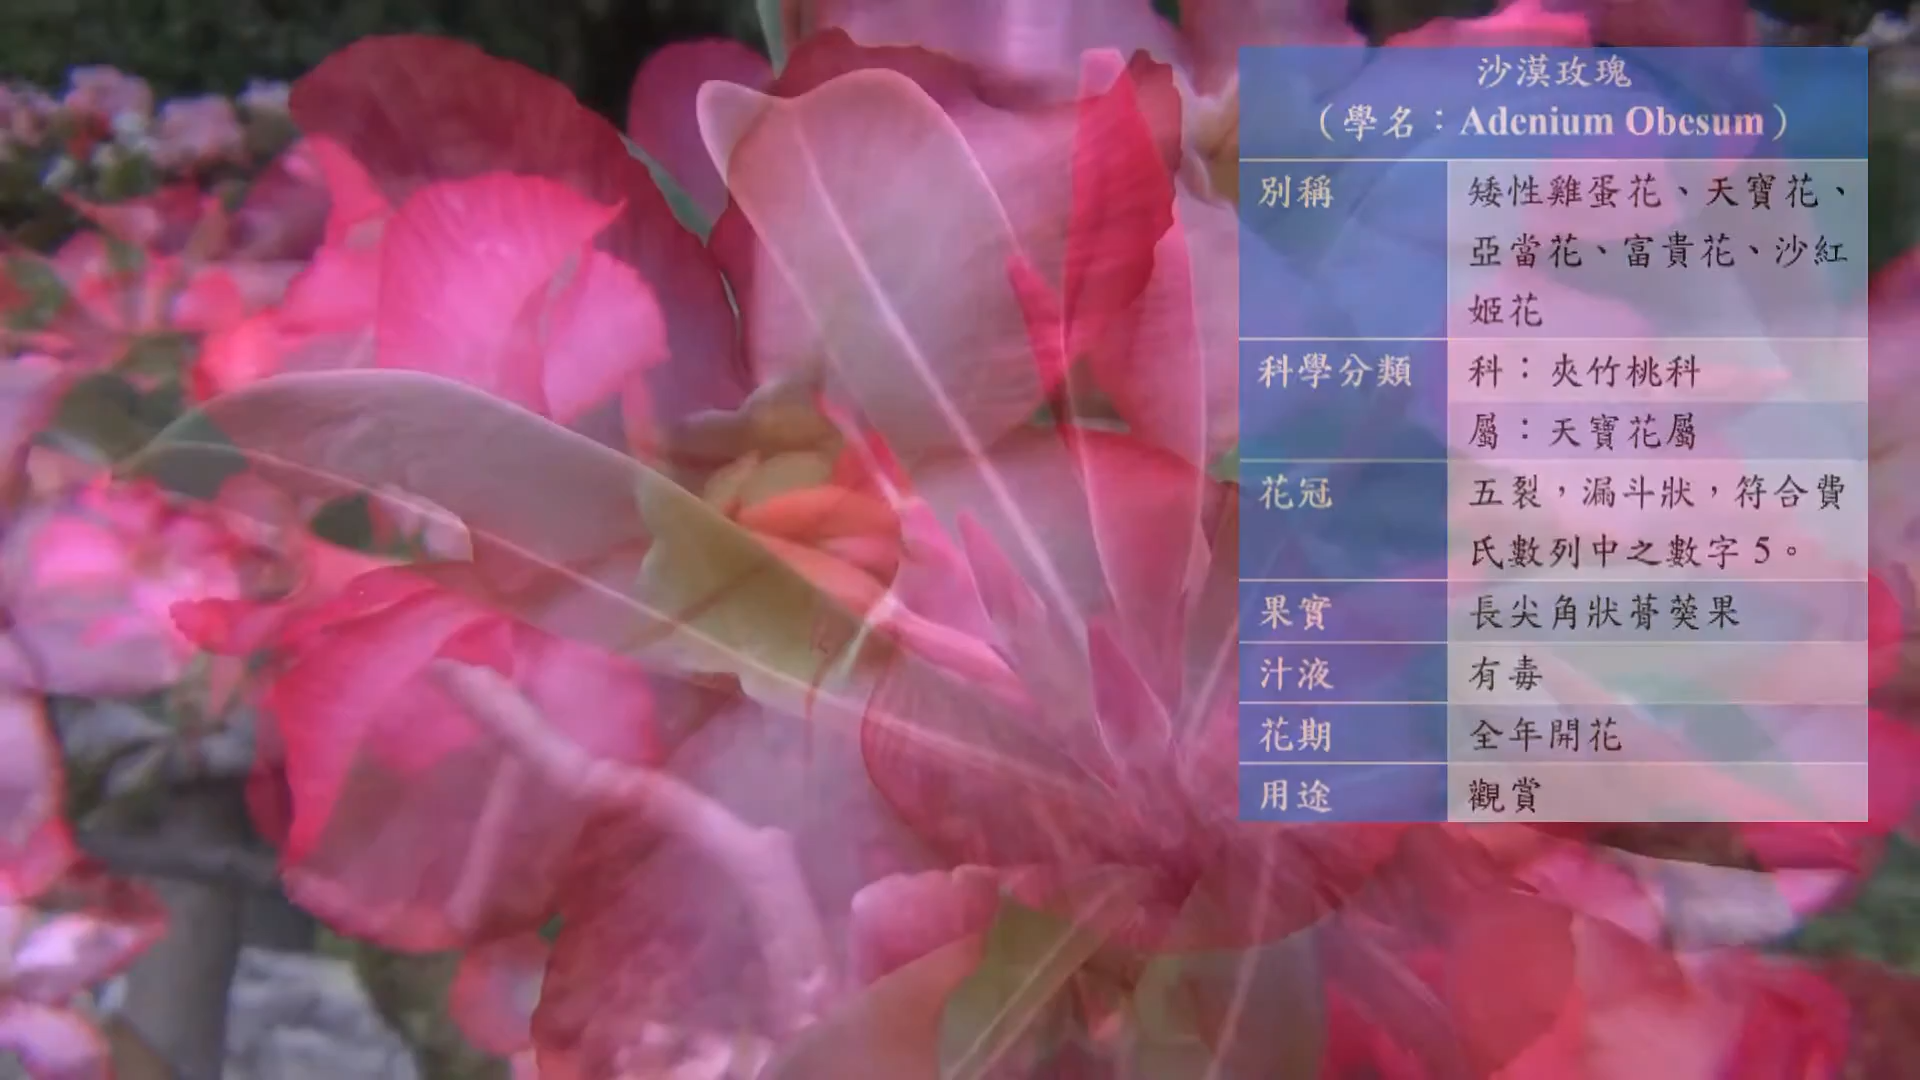 沙漠玫瑰
（學名：Adenium Obesum）
別稱
矮性雞蛋花、天寶花、
亞當花、富貴花、沙紅
姬花
科學分類
科：夾竹桃科
屬：天寶花屬
花冠
五裂，漏斗狀，符合費
氏數列中之數字 5。
果實
長尖角狀蓇葖果
汁液
有毒
花期
全年開花
用途
觀賞